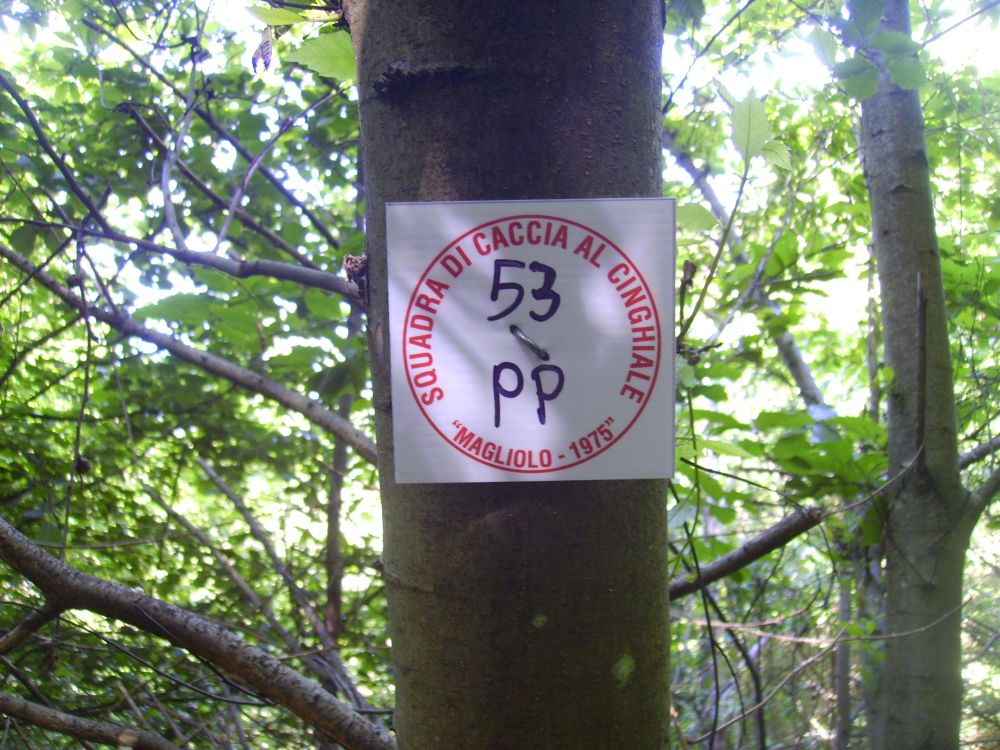 SQUADRA DI CACCIA AL CINGHIALE
53
pp
"MAGLIOLO - 1975"